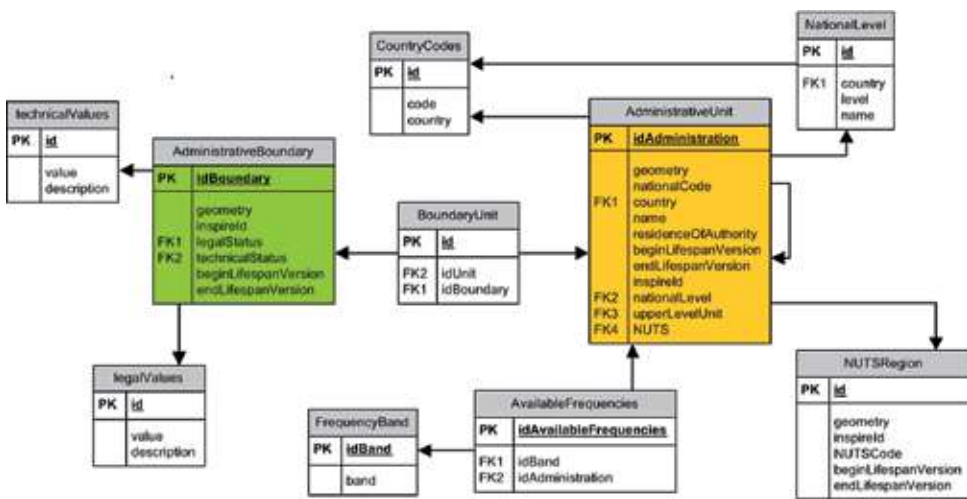 NationalLevel
PK id
FK1 country
level
name
CountryCodes
PK id
code
country
technicalValues
PK id
value
description
AdministrativeBoundary
PK idBoundary
geometry
inspireId
FK1 legalStatus
FK2 technicalStatus
beginLifespanVersion
endLifespanVersion
BoundaryUnit
PK id
FK2 idUnit
FK1 idBoundary
AdministrativeUnit
PK idAdministration
geometry
nationalCode
FK1 country
name
residenceOfAuthority
beginLifespanVersion
endLifespanVersion
inspireId
FK2 nationalLevel
FK3 upperLevelUnit
FK4 NUTS
legalValues
PK id
value
description
FrequencyBand
PK idBand
band
AvailableFrequencies
PK idAvailableFrequencies
FK1 idBand
FK2 idAdministration
NUTSRegion
PK id
geometry
inspireId
NUTSCode
beginLifespanVersion
endLifespanVersion